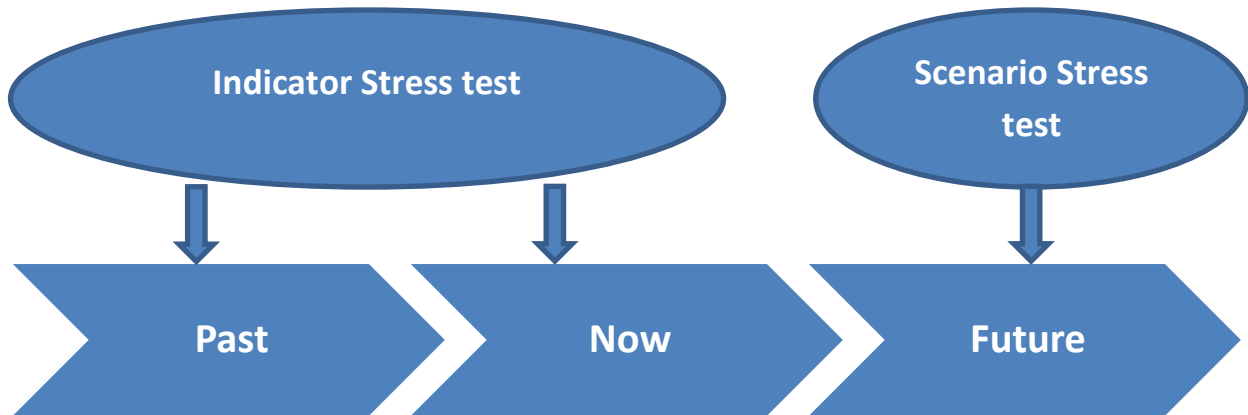 Indicator Stress test
Scenario Stress
test
Past
Now
Future